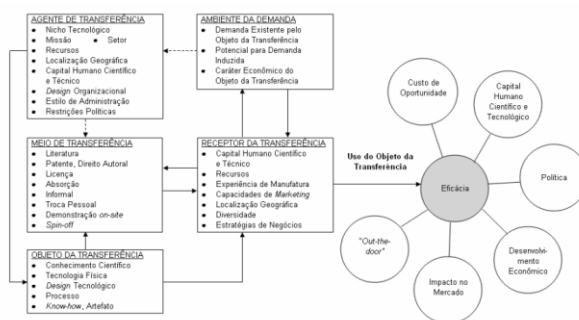 AGENTE DE TRANSFERÊNCIA
● Nicho Tecnológico
● Missão ● Setor
● Recursos
● Localização Geográfica
● Capital Humano Científico
e Técnico
● Design Organizacional
● Estilo de Administração
● Restrições Políticas
AMBIENTE DA DEMANDA
● Demanda Existente pelo
Objeto da Transferência
● Potencial para Demanda
Induzida
● Caráter Econômico do
Objeto da Transferência
MEIO DE TRANSFERÊNCIA
● Literatura
● Patente, Direito Autoral
● Licença
● Absorção
● Informal
● Troca Pessoal
● Demonstração on-site
● Spin-off
RECEPTOR DA TRANSFERÊNCIA
● Capital Humano Científico
e Técnico
● Recursos
● Experiência de Manufatura
● Capacidades de Marketing
● Localização Geográfica
● Diversidade
● Estratégias de Negócios
OBJETO DA TRANSFERÊNCIA
● Conhecimento Científico
● Tecnologia Física
● Design Tecnológico
● Processo
● Know-how, Artefato
Uso do Objeto da
Transferência
Eficácia
Custo de
Oportunidade
Capital
Humano
Científico e
Tecnológico
Política
Desenvolvi
mento
Econômico
Impacto no
Mercado
"Out-the-
door"